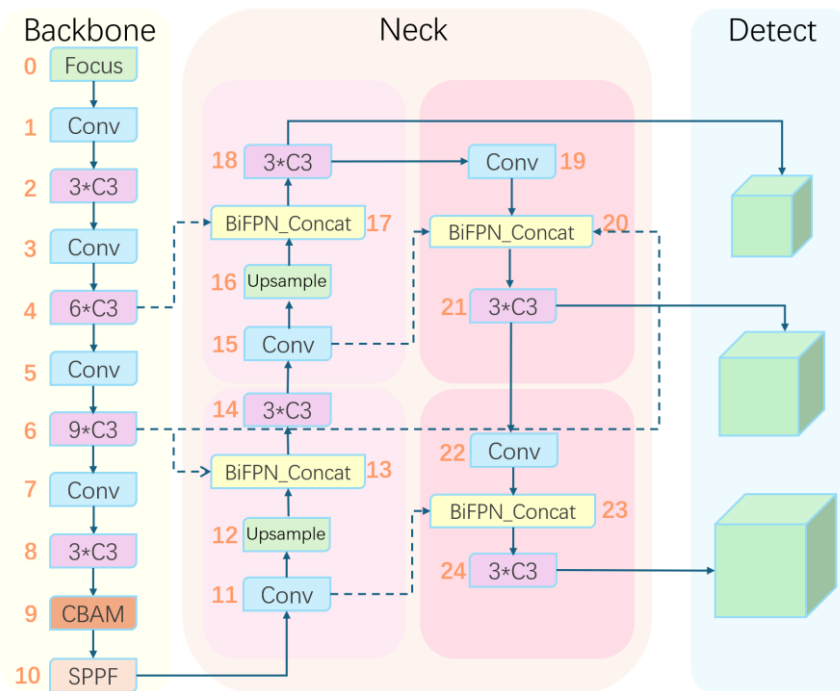 Backbone
Neck
Detect
0 Focus
1 Conv
2 3*C3
3 Conv
4 6*C3
5 Conv
6 9*C3
7 Conv
8 3*C3
9 CBAM
10 SPPF
18 3*C3
BiFPN_Concat 17
16 Upsample
15 Conv
14 3*C3
BiFPN_Concat 13
12 Upsample
11 Conv
Conv 19
BiFPN_Concat 20
21 3*C3
22 Conv
BiFPN_Concat 23
24 3*C3